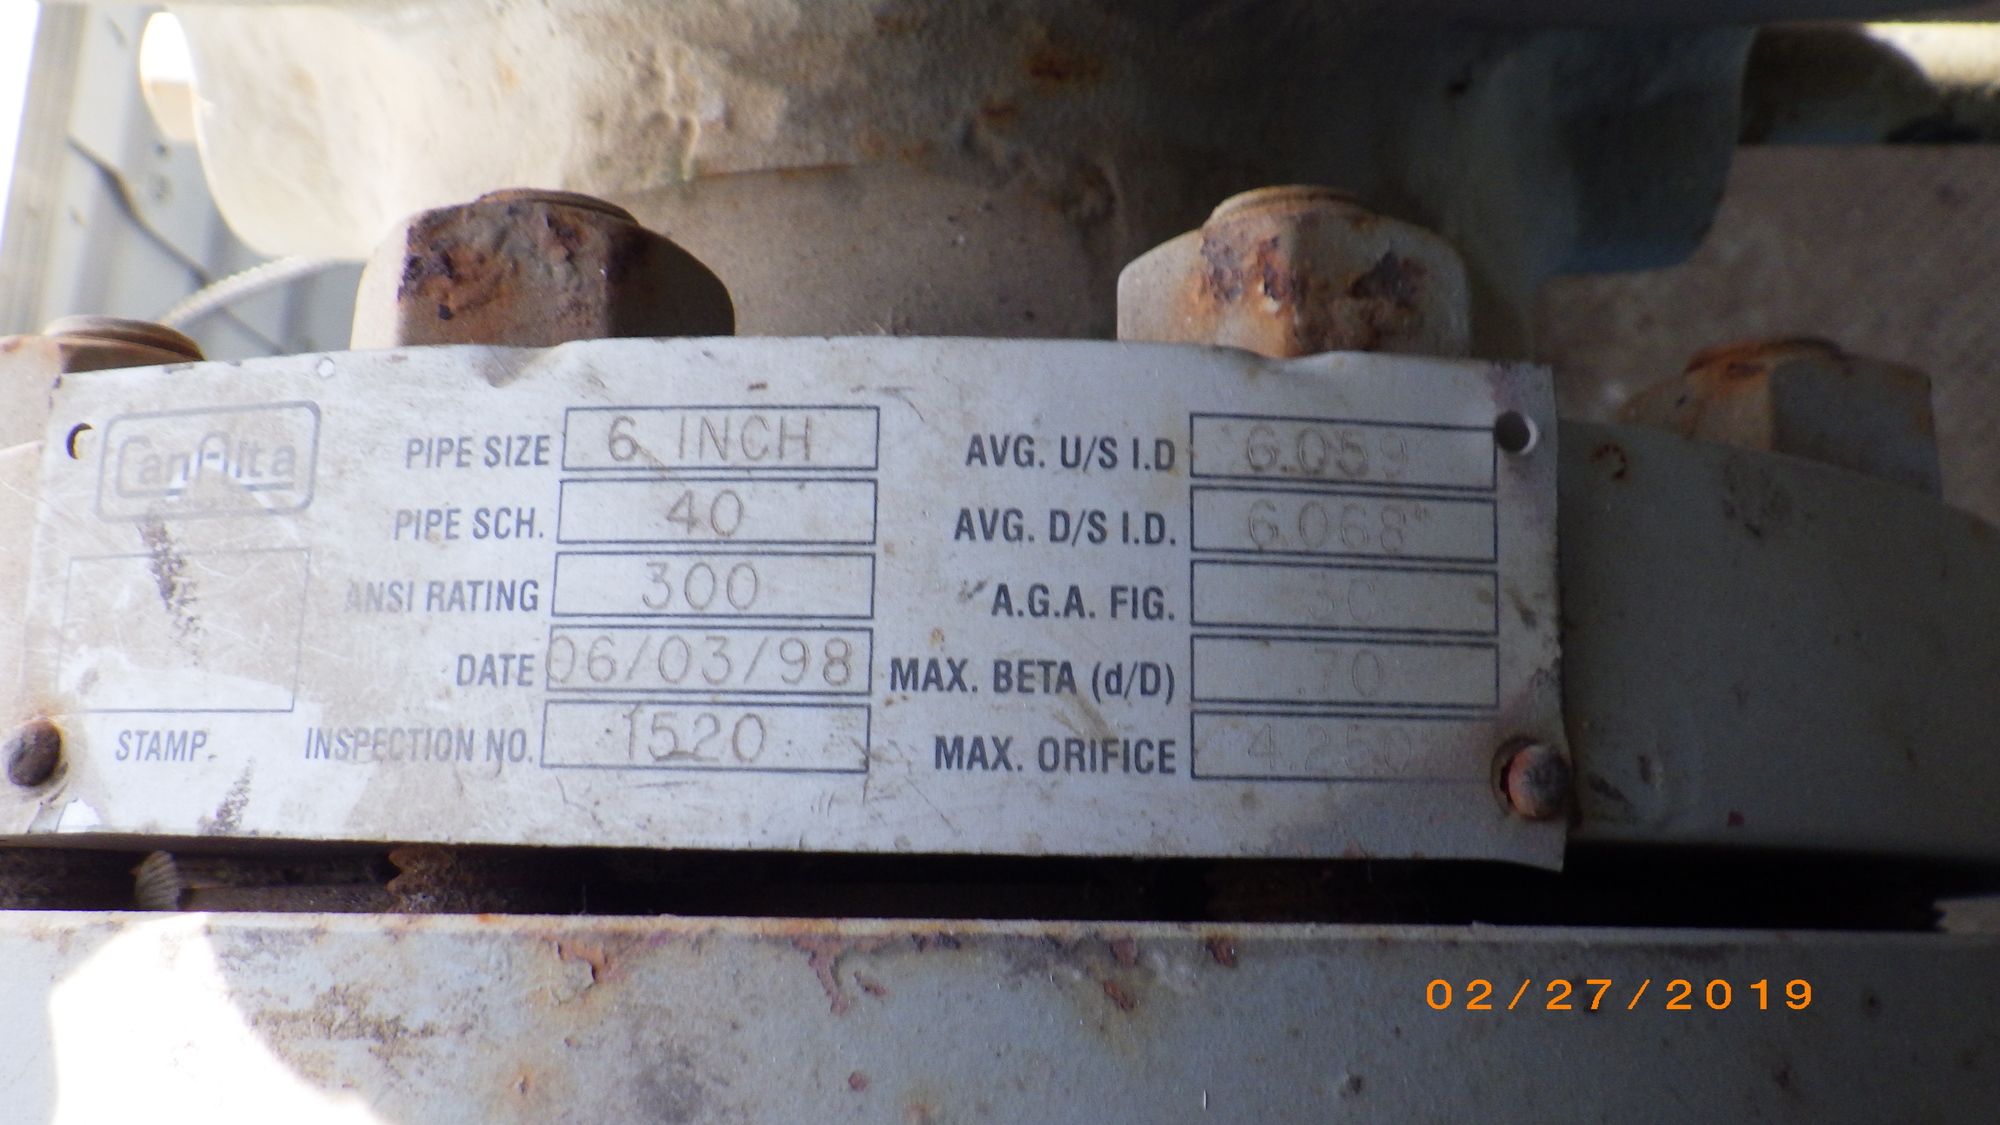 CanAlta
PIPE SIZE 6 INCH
PIPE SCH. 40
ANSI RATING 300
DATE 06/03/98
INSPECTION NO. 1520
STAMP.
AVG. U/S I.D 6.059
AVG. D/S I.D. 6.068"
A.G.A. FIG.
MAX. BETA (d/D) .70
MAX. ORIFICE 4.250"
02/27/2019